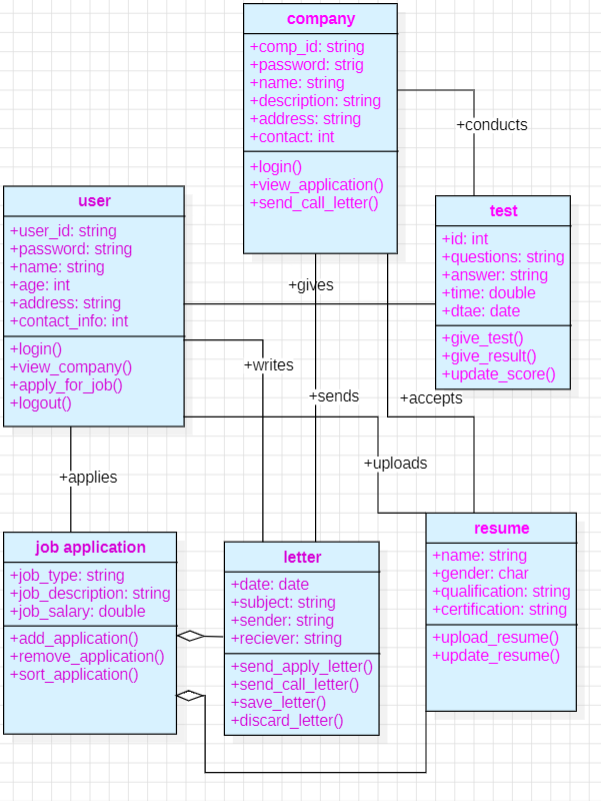 company
+comp_id: string
+password: strig
+name: string
+description: string
+address: string
+contact: int
+login()
+view_application()
+send_call_letter()
+conducts
user
+user_id: string
+password: string
+name: string
+age: int
+address: string
+contact_info: int
+login()
+view_company()
+apply_for_job()
+logout()
test
+id: int
+questions: string
+answer: string
+time: double
+dtae: date
+give_test()
+give_result()
+update_score()
+gives
+writes
+sends
+accepts
+uploads
+applies
job application
+job_type: string
+job_description: string
+job_salary: double
+add_application()
+remove_application()
+sort_application()
letter
+date: date
+subject: string
+sender: string
+reciever: string
+send_apply_letter()
+send_call_letter()
+save_letter()
+discard_letter()
resume
+name: string
+gender: char
+qualification: string
+certification: string
+upload_resume()
+update_resume()